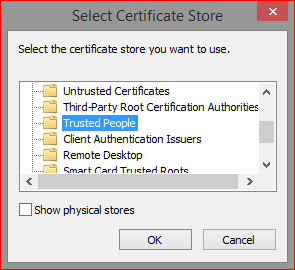 Select Certificate Store
Select the certificate store you want to use.
Untrusted Certificates
Third-Party Root Certification Authorities
Trusted People
Client Authentication Issuers
Remote Desktop
Smart Card Trusted Roots
Show physical stores
OK
Cancel